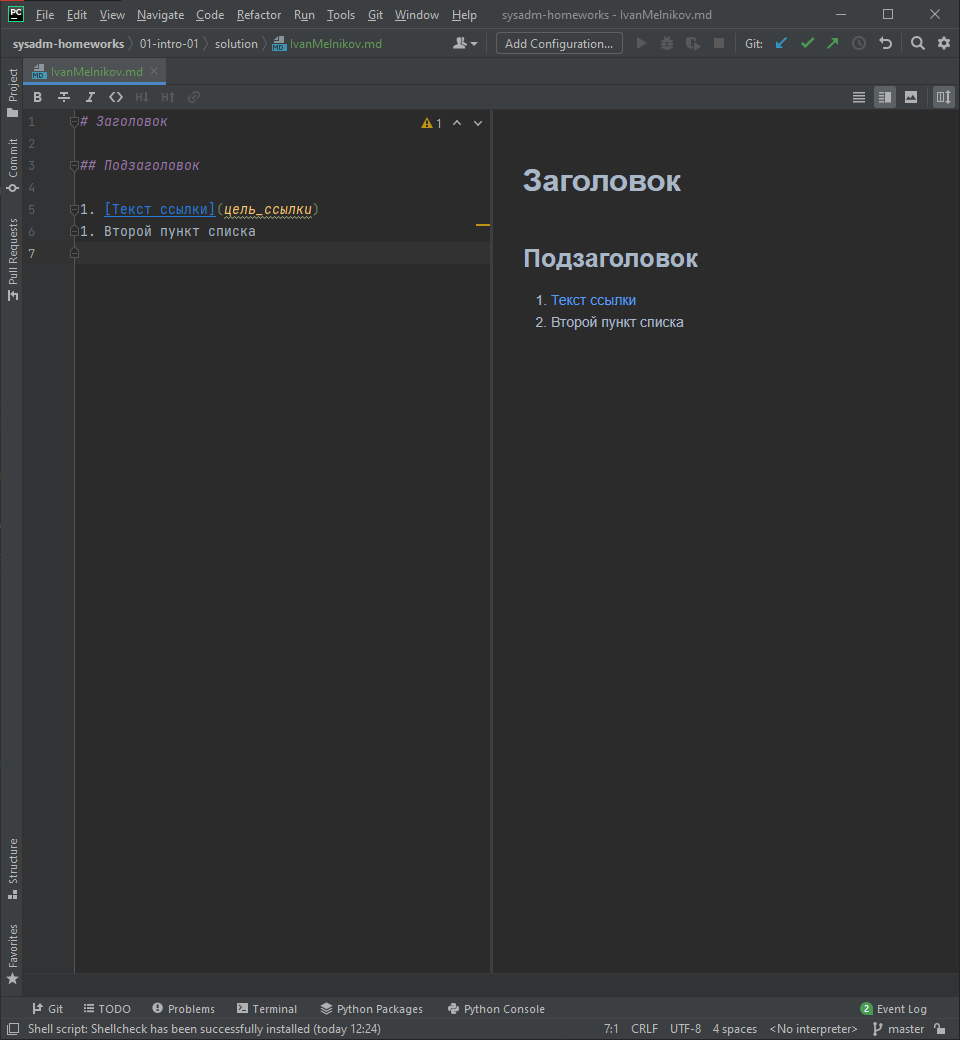 PC File Edit View Navigate Code Refactor Run Tools Git Window Help sysadm-homeworks - IvanMelnikov.md
sysadm-homeworks 01-intro-01 solution IvanMelnikov.md Add Configuration... Git:
IvanMelnikov.md
B I H↓ H↑
1 # Заголовок 1
2
3 ## Подзаголовок
4
5 1. [Текст ссылки](цель_ссылки)
6 1. Второй пункт списка
7
Заголовок
Подзаголовок
1. Текст ссылки
2. Второй пункт списка
Project
Commit
Pull Requests
Structure
Favorites
Git TODO Problems Terminal Python Packages Python Console 2 Event Log
Shell script: Shellcheck has been successfully installed (today 12:24) 7:1 CRLF UTF-8 4 spaces <No interpreter> master